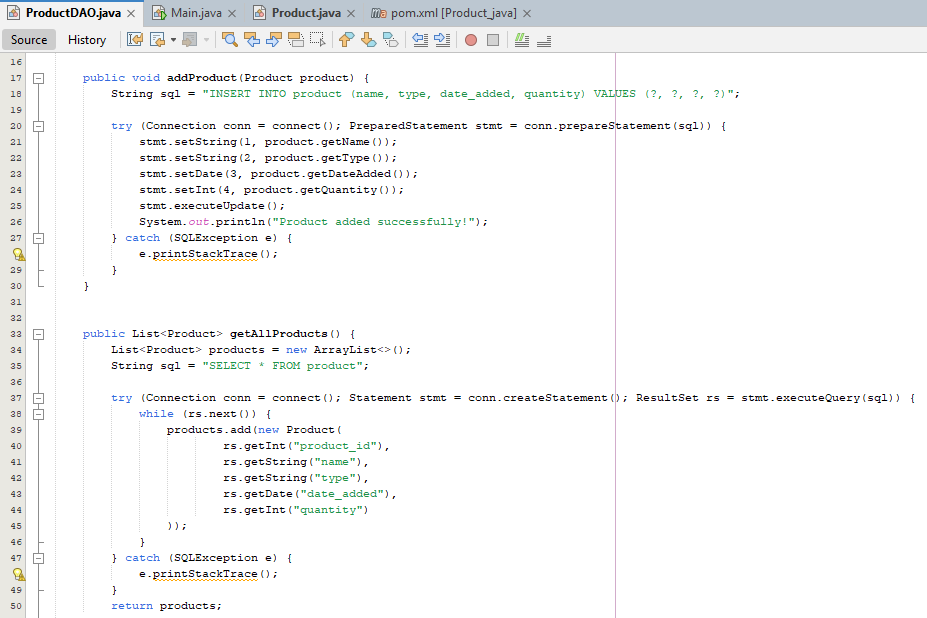 ProductDAO.java × Main.java × Product.java × pom.xml [Product_java] ×
Source History
16
17 public void addProduct(Product product) {
18 String sql = "INSERT INTO product (name, type, date_added, quantity) VALUES (?, ?, ?, ?)";
19
20 try (Connection conn = connect(); PreparedStatement stmt = conn.prepareStatement(sql)) {
21 stmt.setString(1, product.getName());
22 stmt.setString(2, product.getType());
23 stmt.setDate(3, product.getDateAdded());
24 stmt.setInt(4, product.getQuantity());
25 stmt.executeUpdate();
26 System.out.println("Product added successfully!");
27 } catch (SQLException e) {
e.printStackTrace();
29 }
30 }
31
32
33 public List<Product> getAllProducts() {
34 List<Product> products = new ArrayList<>();
35 String sql = "SELECT * FROM product";
36
37 try (Connection conn = connect(); Statement stmt = conn.createStatement(); ResultSet rs = stmt.executeQuery(sql)) {
38 while (rs.next()) {
39 products.add(new Product(
40 rs.getInt("product_id"),
41 rs.getString("name"),
42 rs.getString("type"),
43 rs.getDate("date_added"),
44 rs.getInt("quantity")
45 ));
46 }
47 } catch (SQLException e) {
e.printStackTrace();
49 }
50 return products;